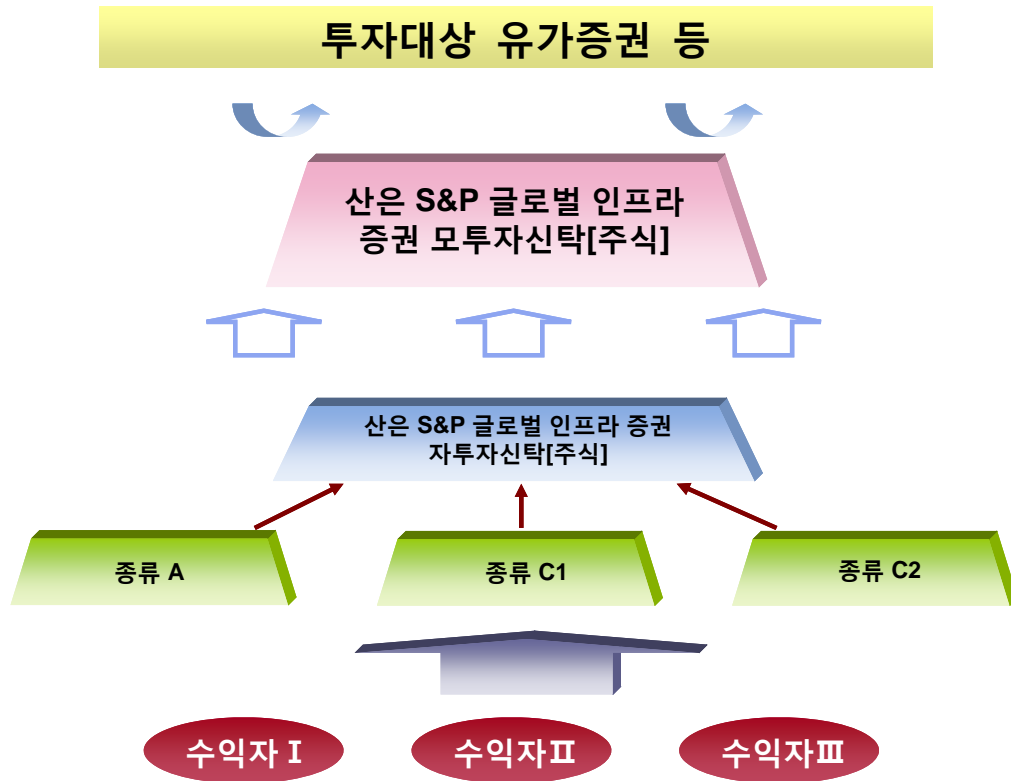 투자대상 유가증권 등
산은 S&P 글로벌 인프라
증권 모투자신탁[주식]
산은 S&P 글로벌 인프라 증권
자투자신탁[주식]
종류 A
종류 C1
종류 C2
수익자 I
수익자Ⅱ
수익자Ⅲ